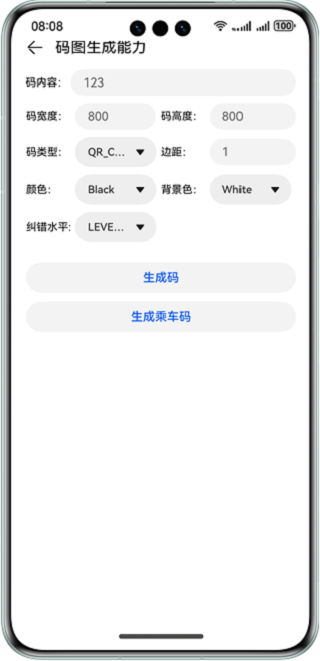 08:08 100
码图生成能力
码内容: 123
码宽度: 800 码高度: 800
码类型: QR_C... 边距: 1
颜色: Black 背景色: White
纠错水平: LEVE...
生成码
生成乘车码